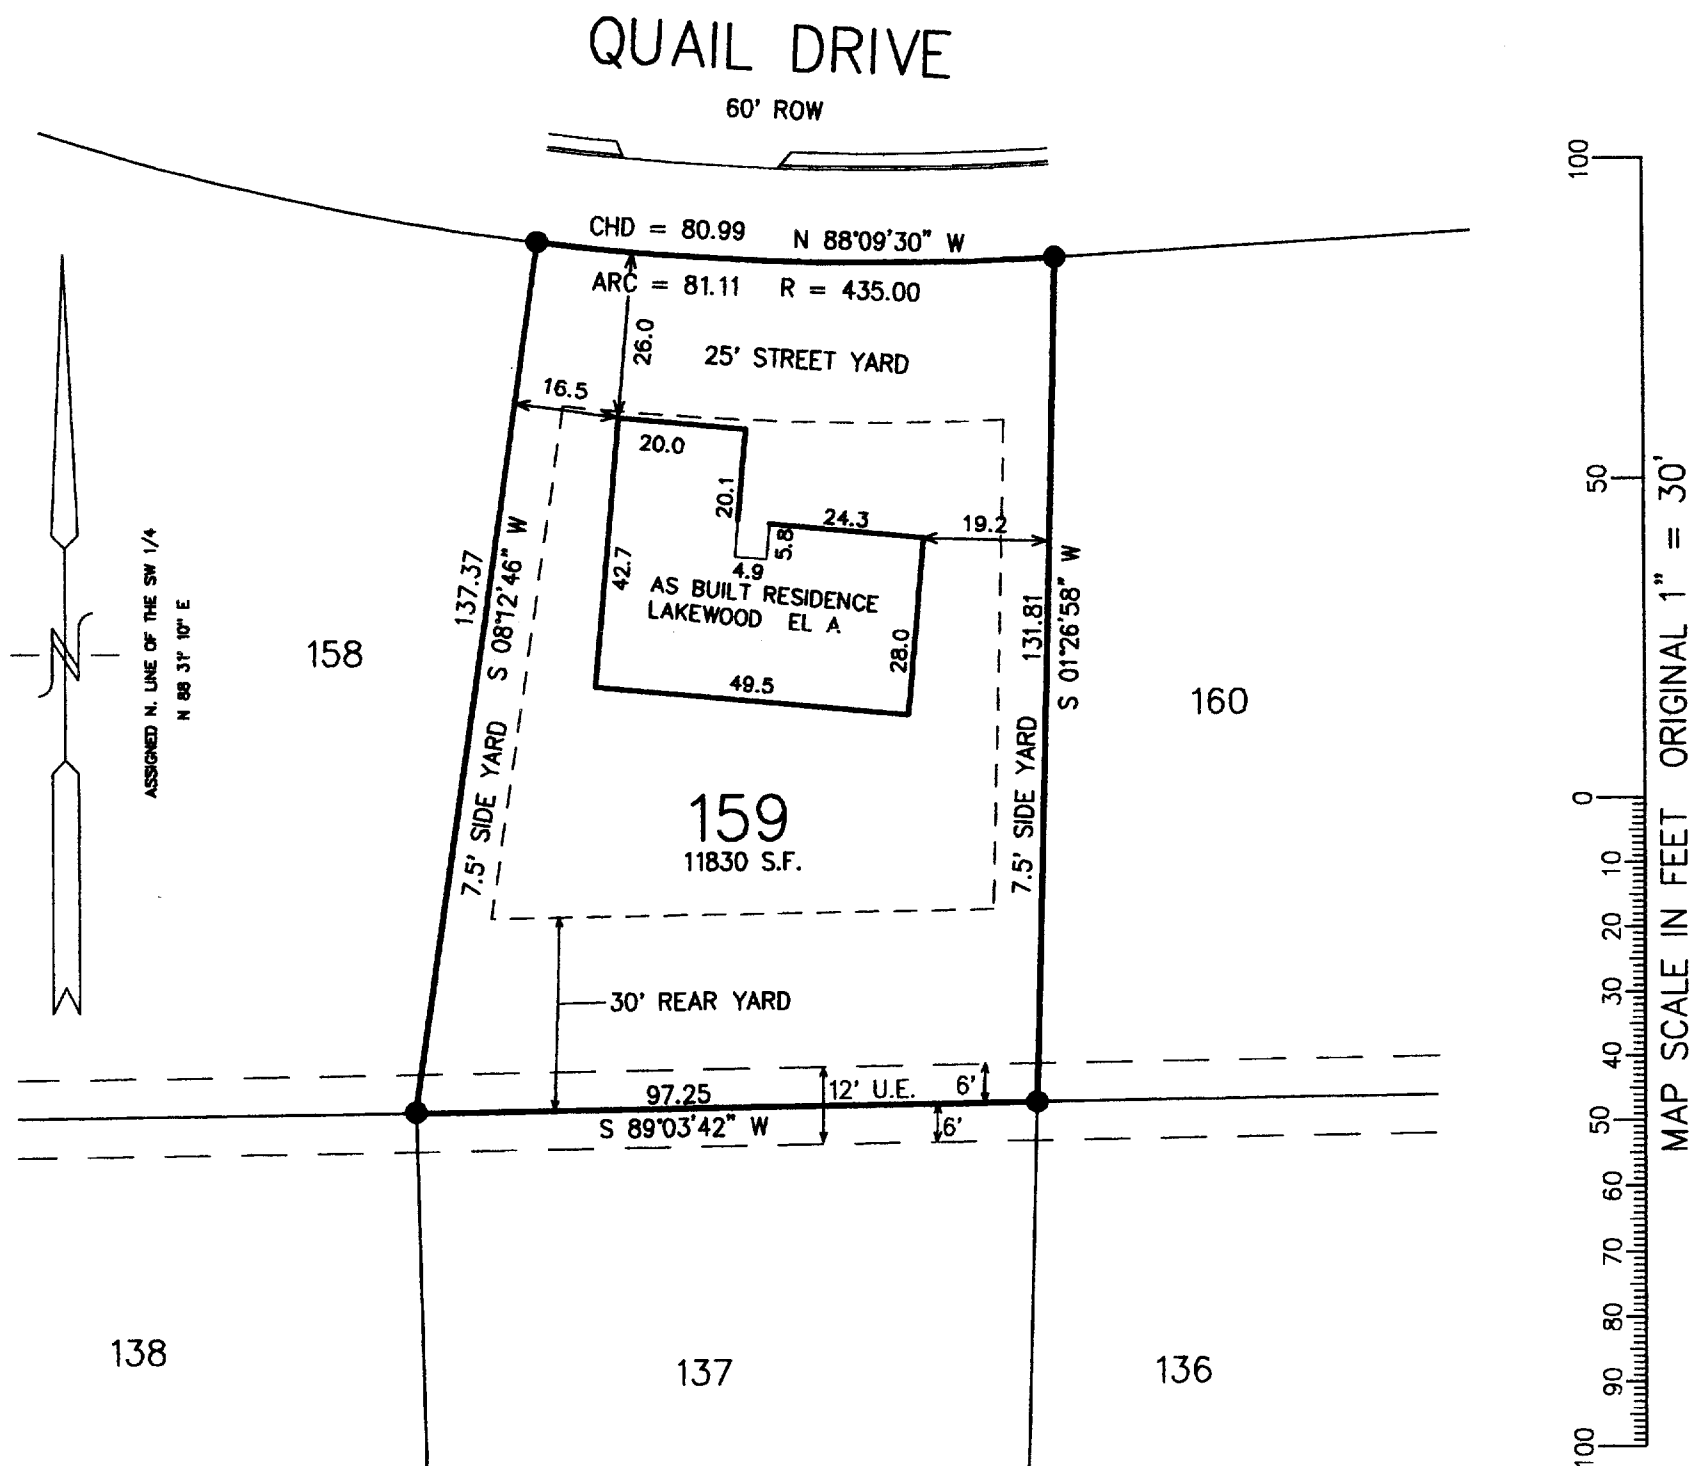 QUAIL DRIVE
60' ROW
CHD = 80.99 N 88°09'30" W
ARC = 81.11 R = 435.00
26.0
25' STREET YARD
16.5
20.0
20.1
24.3
19.2
5.8
4.9
42.7
AS BUILT RESIDENCE
LAKEWOOD EL A
28.0
49.5
137.37
S 08°12'46" W
131.81
S 01°26'58" W
7.5' SIDE YARD
7.5' SIDE YARD
ASSIGNED N. LINE OF THE SW 1/4
N 88 31' 10" E
N
158
160
159
11830 S.F.
30' REAR YARD
97.25
12' U.E.
6'
S 89°03'42" W
6'
138
137
136
100
50
0
10
20
30
40
50
60
70
80
90
100
MAP SCALE IN FEET ORIGINAL 1" = 30'